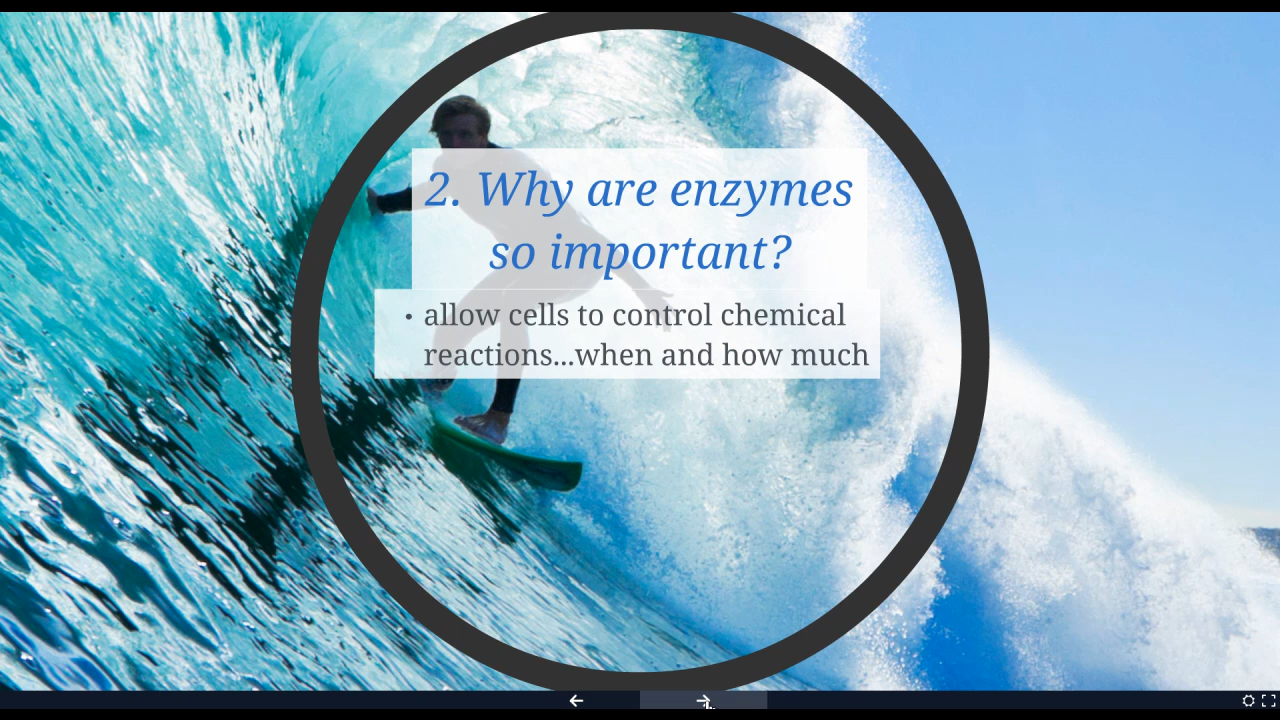 2. Why are enzymes
so important?
• allow cells to control chemical
reactions...when and how much